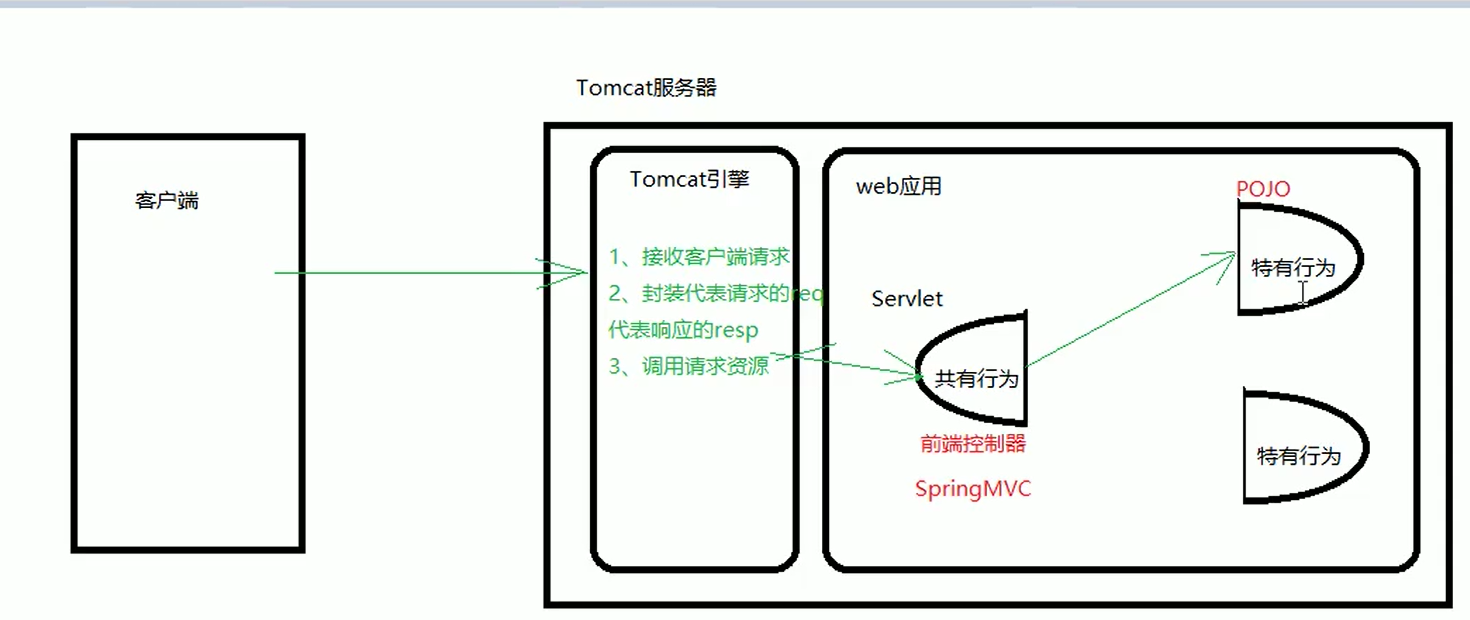 Tomcat服务器
客户端
Tomcat引擎
1、接收客户端请求
2、封装代表请求的req
代表响应的resp
3、调用请求资源
web应用
Servlet
共有行为
前端控制器
SpringMVC
POJO
特有行为
特有行为